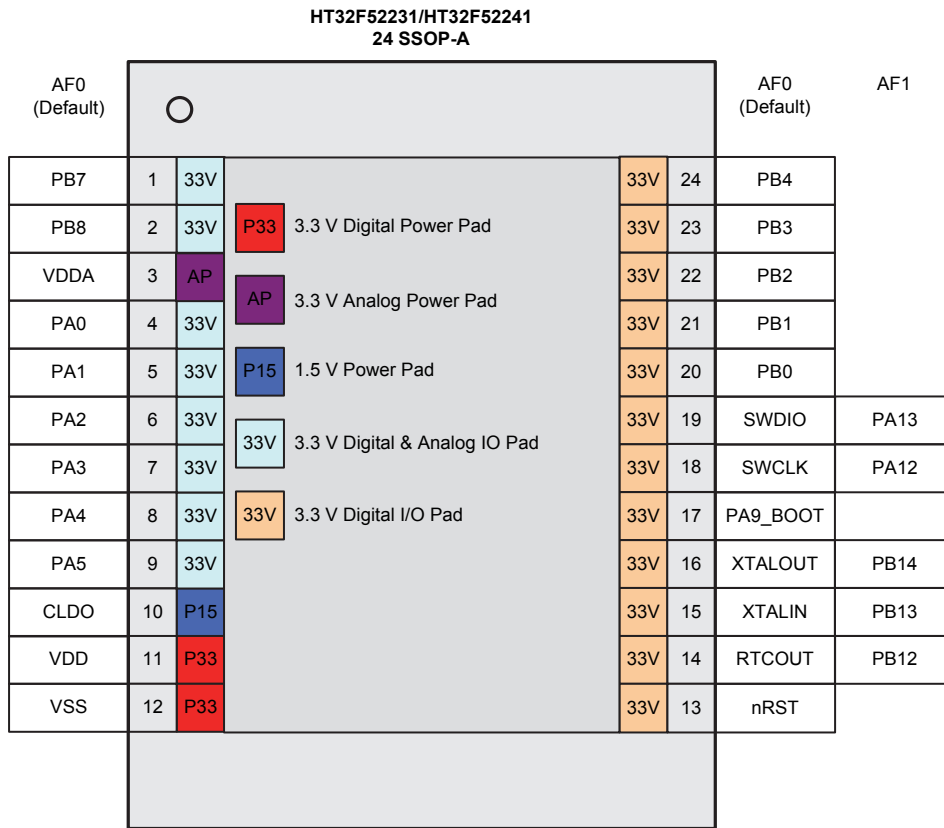 HT32F52231/HT32F52241
24 SSOP-A
AF0
(Default)
AF0
(Default)
AF1
PB7 1 33V 33V 24 PB4
PB8 2 33V P33 3.3 V Digital Power Pad 33V 23 PB3
VDDA 3 AP 33V 22 PB2
AP 3.3 V Analog Power Pad
PA0 4 33V 33V 21 PB1
PA1 5 33V P15 1.5 V Power Pad 33V 20 PB0
PA2 6 33V 33V 19 SWDIO PA13
33V 3.3 V Digital & Analog IO Pad
PA3 7 33V 33V 18 SWCLK PA12
PA4 8 33V 33V 3.3 V Digital I/O Pad 33V 17 PA9_BOOT
PA5 9 33V 33V 16 XTALOUT PB14
CLDO 10 P15 33V 15 XTALIN PB13
VDD 11 P33 33V 14 RTCOUT PB12
VSS 12 P33 33V 13 nRST